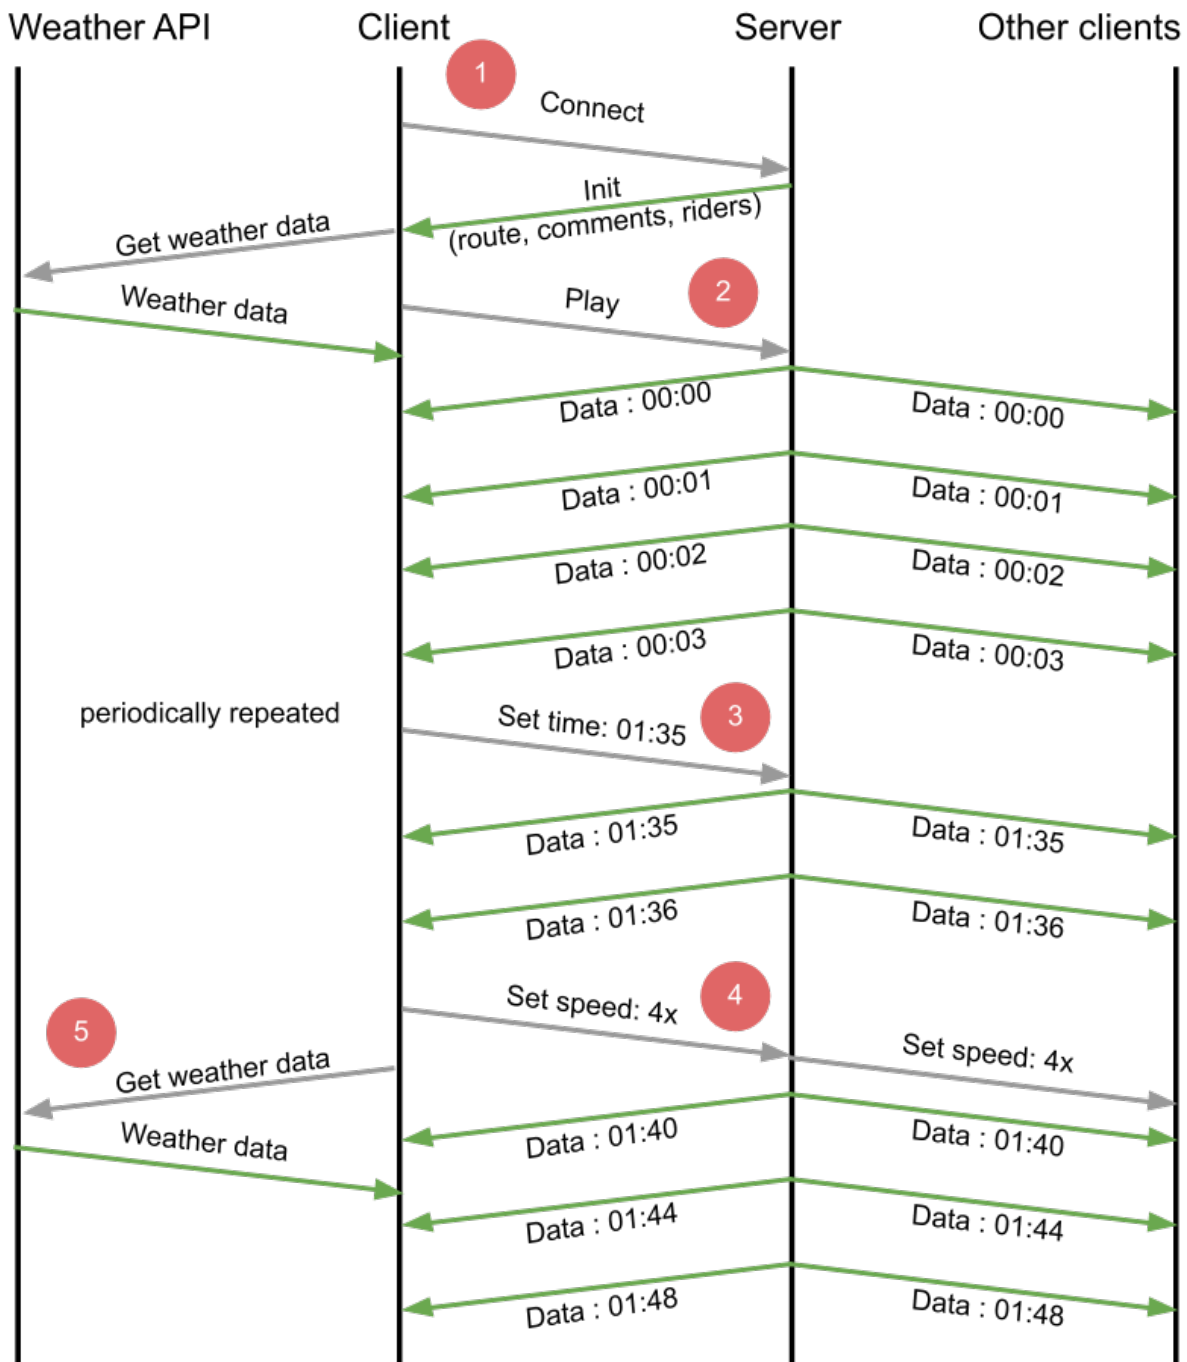 Weather API
Client
Server
Other clients
1
Connect
Init
(route, comments, riders)
Get weather data
Weather data
Play
2
Data : 00:00
Data : 00:00
Data : 00:01
Data : 00:01
Data : 00:02
Data : 00:02
Data : 00:03
Data : 00:03
periodically repeated
Set time: 01:35
3
Data : 01:35
Data : 01:35
Data : 01:36
Data : 01:36
Set speed: 4x
4
5
Set speed: 4x
Get weather data
Weather data
Data : 01:40
Data : 01:40
Data : 01:44
Data : 01:44
Data : 01:48
Data : 01:48